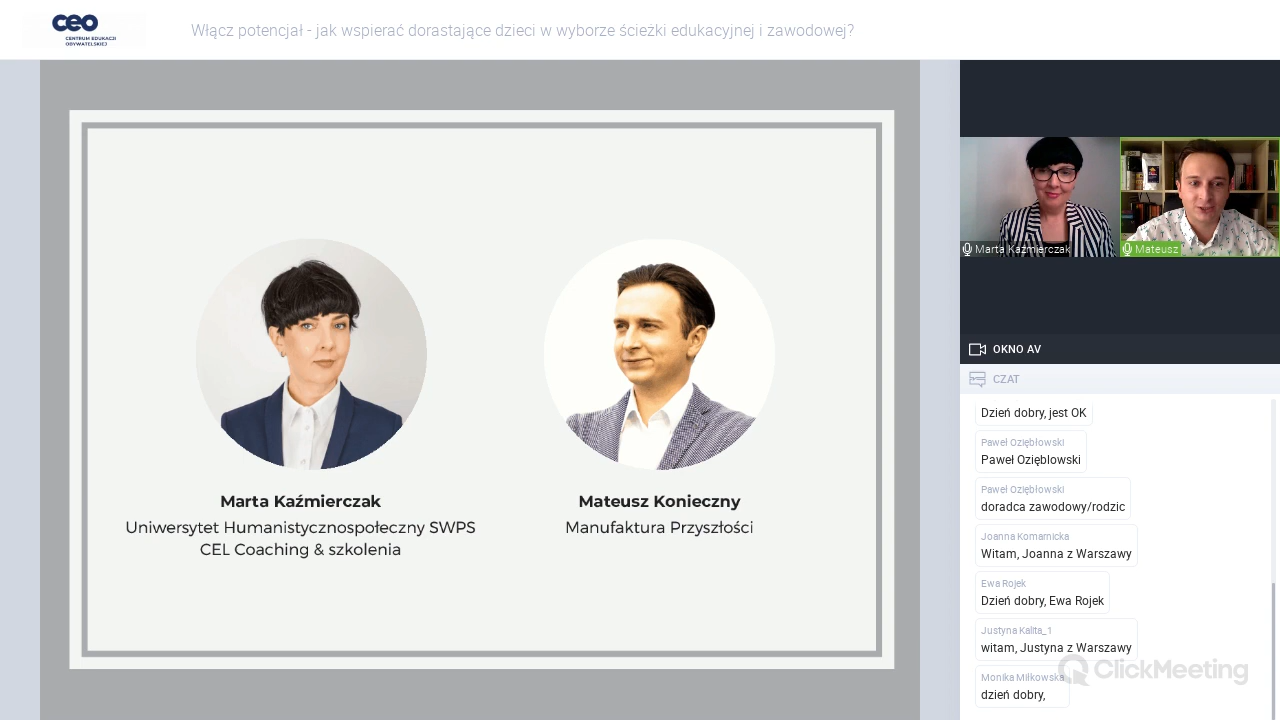 ceo
CENTRUM EDUKACJI
OBYWATELSKIEJ
Włącz potencjał - jak wspierać dorastające dzieci w wyborze ścieżki edukacyjnej i zawodowej?
Marta Kaźmierczak
Uniwersytet Humanistycznospołeczny SWPS
CEL Coaching & szkolenia
Mateusz Konieczny
Manufaktura Przyszłości
Marta Kaźmierczak
Mateusz
OKNO AV
CZAT
Dzień dobry, jest OK
Paweł Oziębłowski
PawełOzięblowski
Paweł Oziębłowski
doradca zawodowy/rodzic
Joanna Komarnicka
Witam, Joanna z Warszawy
Ewa Rojek
Dzień dobry, Ewa Rojek
Justyna Kalita_1
witam, Justyna z Warszawy
Monika Miłkowska
dzień dobry,
ClickMeeting